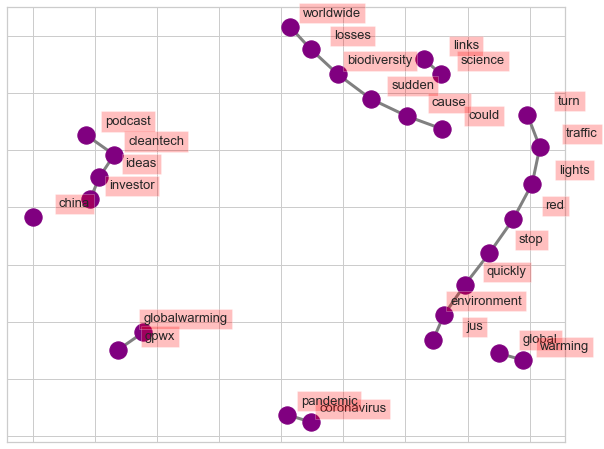 worldwide
losses
links
biodiversity
science
sudden
turn
cause
could
podcast
traffic
cleantech
ideas
lights
investor
china
red
stop
quickly
environment
globalwarming
jus
gpwx
global
warming
pandemic
coronavirus